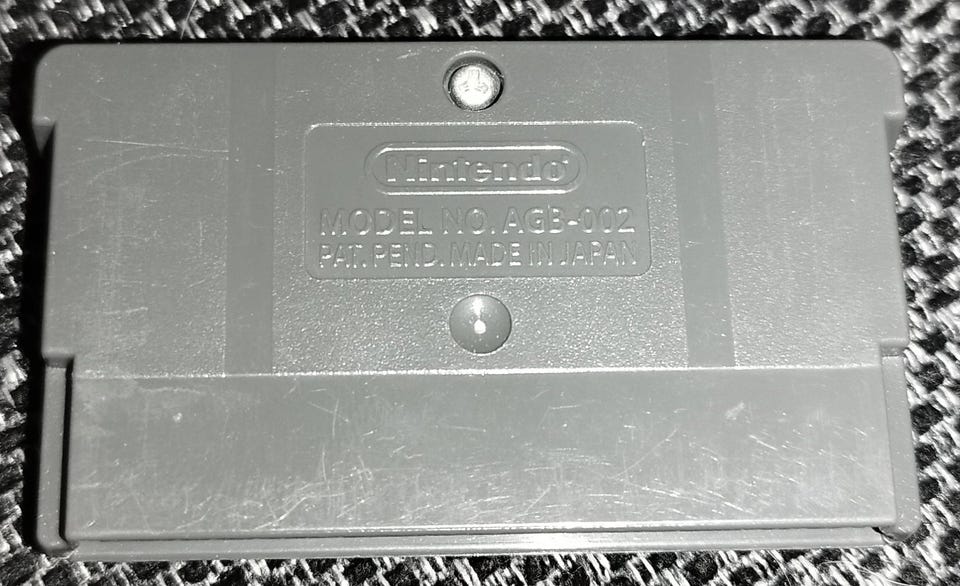 Nintendo
MODEL NO. AGB-002
PAT. PEND. MADE IN JAPAN